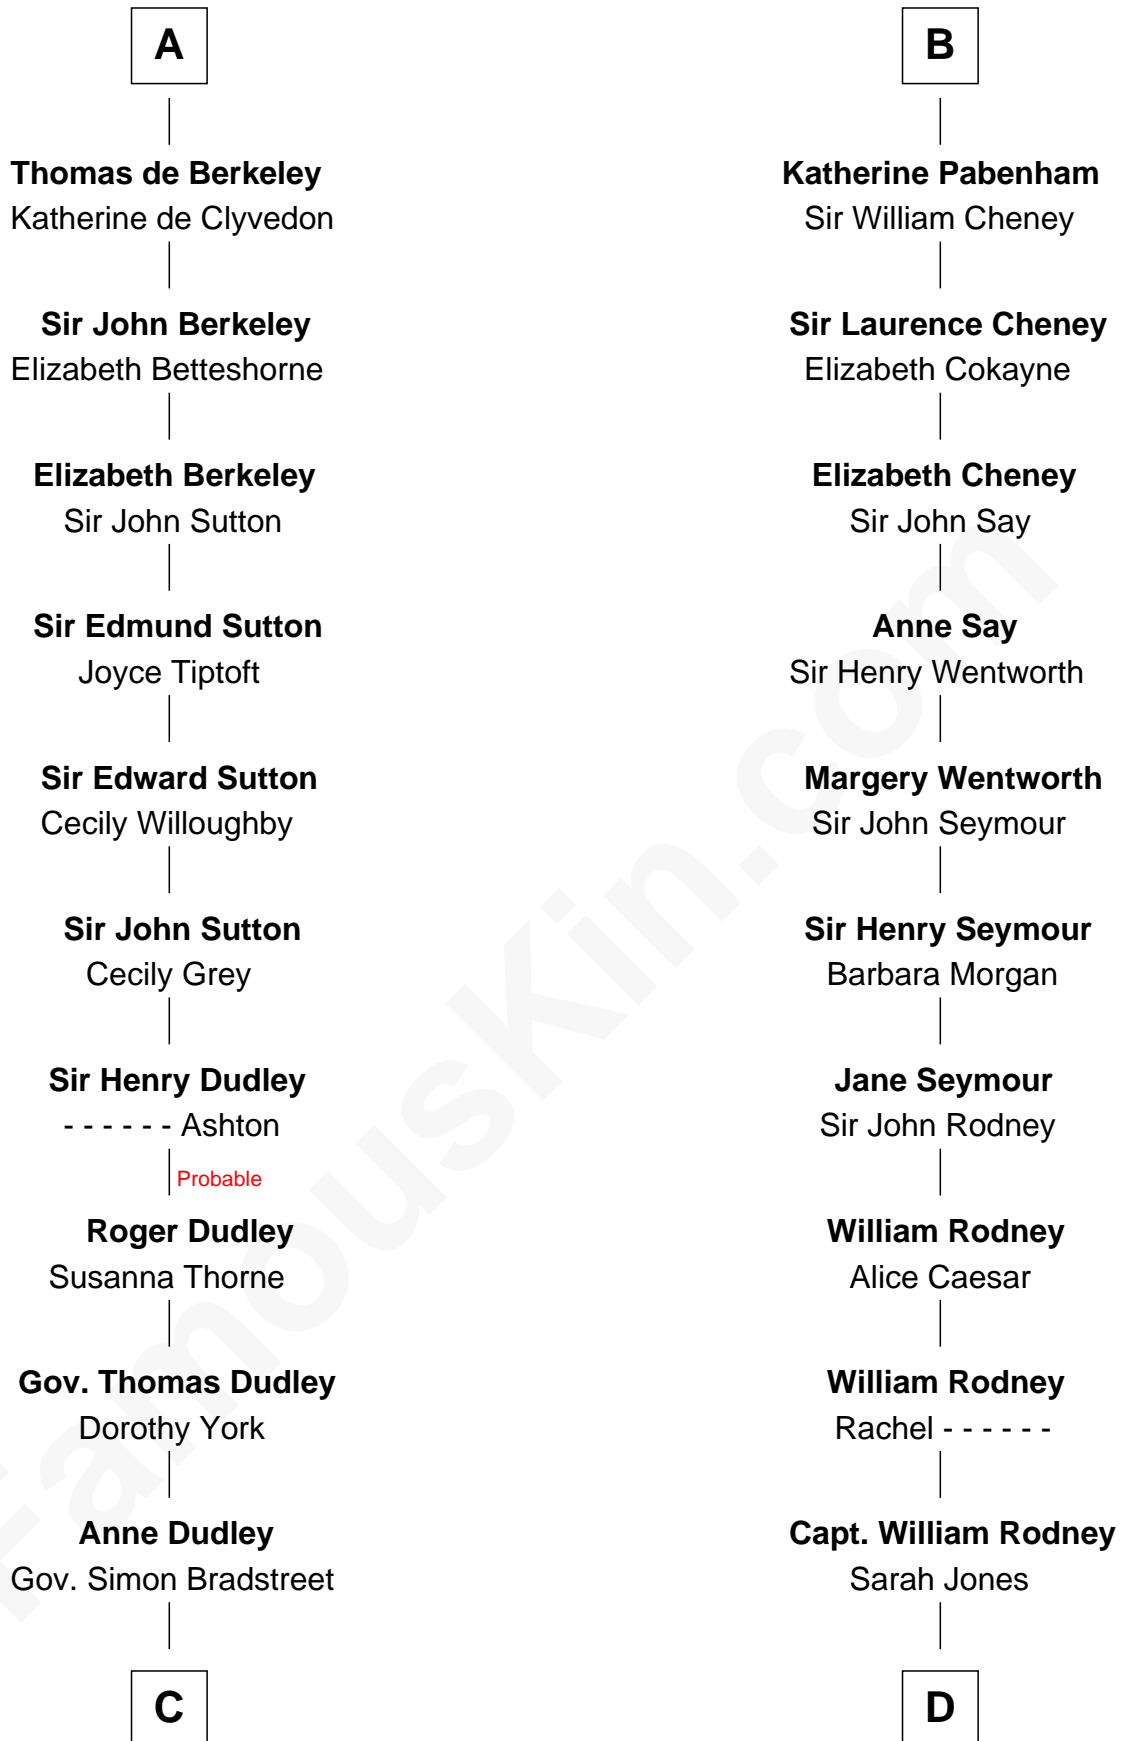 A
Thomas de Berkeley
Katherine de Clyvedon
Sir John Berkeley
Elizabeth Betteshorne
Elizabeth Berkeley
Sir John Sutton
Sir Edmund Sutton
Joyce Tiptoft
Sir Edward Sutton
Cecily Willoughby
Sir John Sutton
Cecily Grey
Sir Henry Dudley
- - - - - - Ashton
Probable
Roger Dudley
Susanna Thorne
Gov. Thomas Dudley
Dorothy York
Anne Dudley
Gov. Simon Bradstreet
C
B
Katherine Pabenham
Sir William Cheney
Sir Laurence Cheney
Elizabeth Cokayne
Elizabeth Cheney
Sir John Say
Anne Say
Sir Henry Wentworth
Margery Wentworth
Sir John Seymour
Sir Henry Seymour
Barbara Morgan
Jane Seymour
Sir John Rodney
William Rodney
Alice Caesar
William Rodney
Rachel - - - - - -
Capt. William Rodney
Sarah Jones
D
FamousKin.com